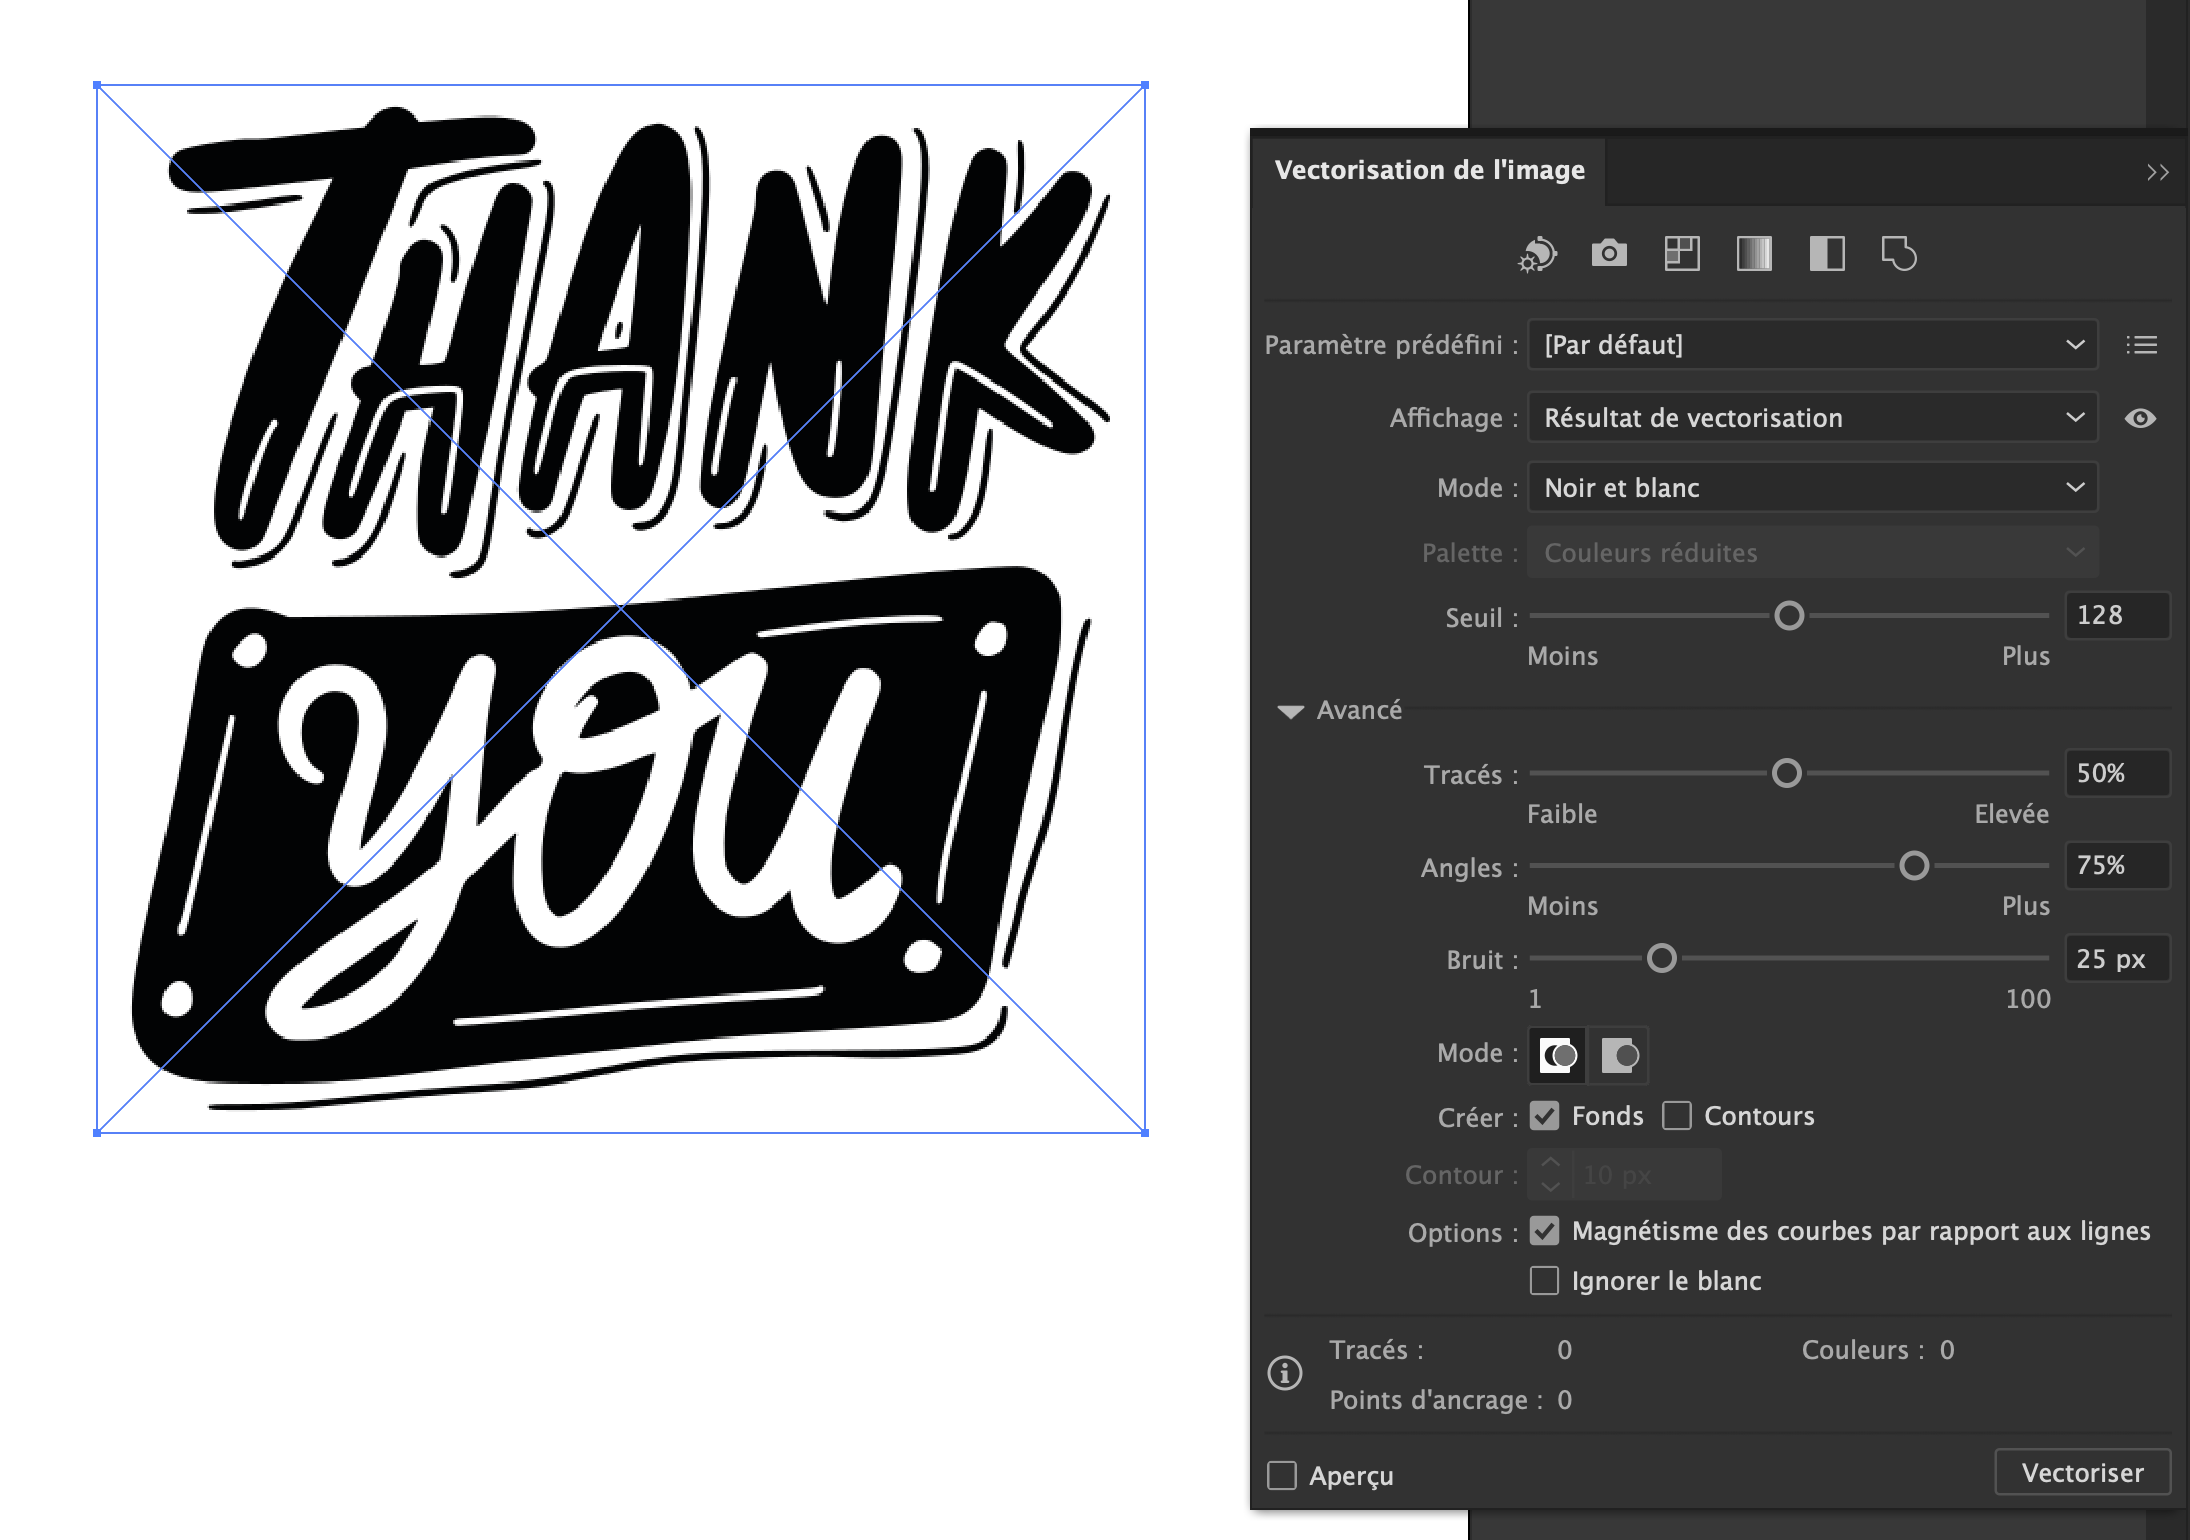 THANK
you
Vectorisation de l'image
Paramètre prédéfini : [Par défaut]
Affichage : Résultat de vectorisation
Mode : Noir et blanc
Palette : Couleurs réduites
Seuil : 128
Moins Plus
Avancé
Tracés : 50%
Faible Elevée
Angles : 75%
Moins Plus
Bruit : 25 px
1 100
Mode :
Créer : Fonds Contours
Contour : 10 px
Options : Magnétisme des courbes par rapport aux lignes
Ignorer le blanc
Tracés : 0 Couleurs : 0
Points d'ancrage : 0
Aperçu Vectoriser